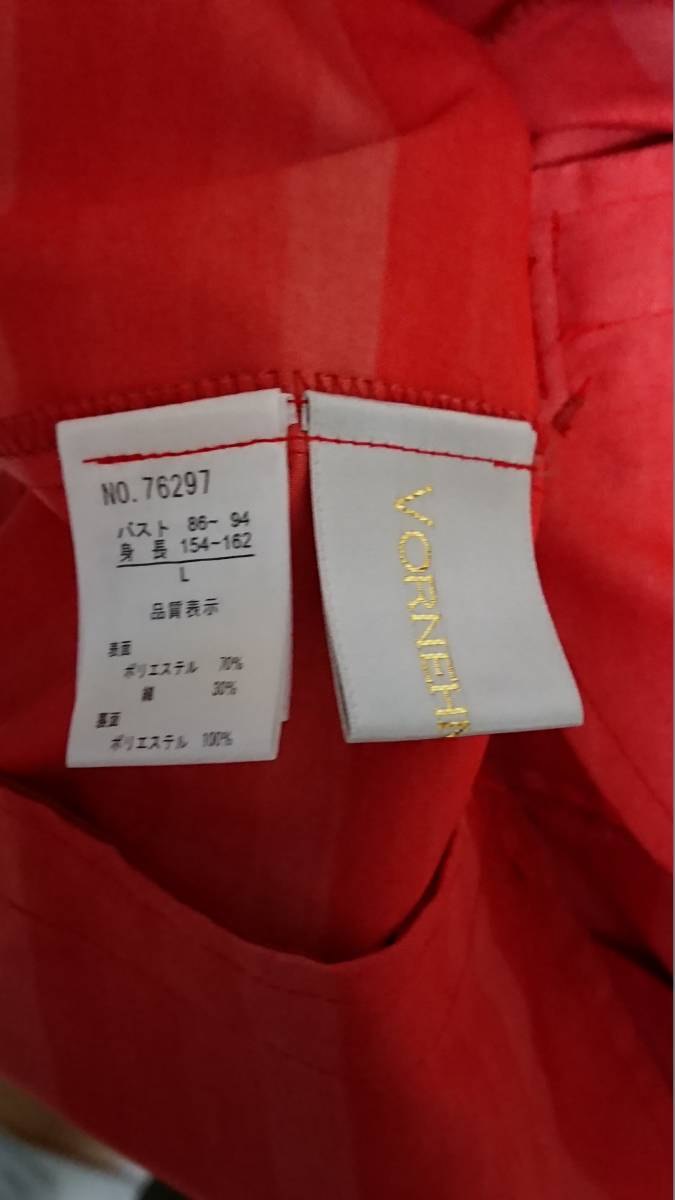 NO.76297
バスト 86- 94
身 長 154-162
L
品質表示
表面
ポリエステル 70%
綿 30%
裏面
ポリエステル 100%
VORNEH